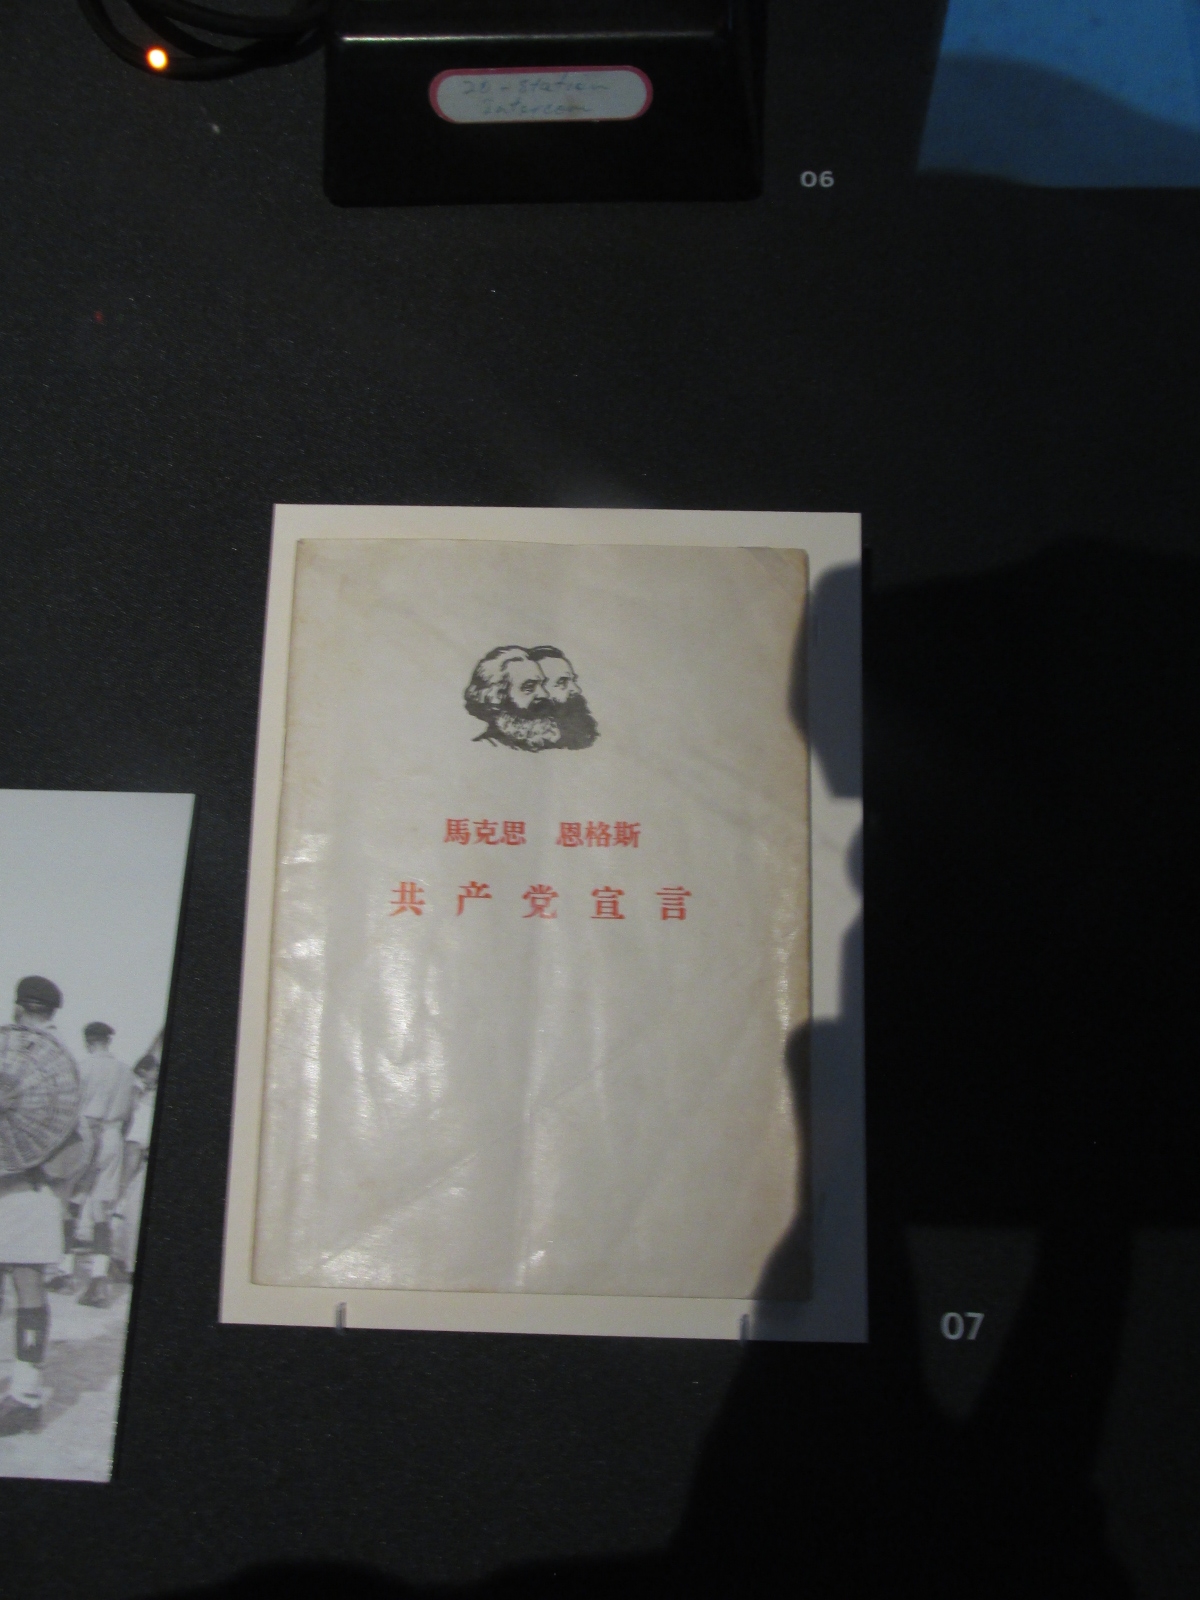 20 - Station
Intercom
06
馬克思 恩格斯
共产党宣言
07